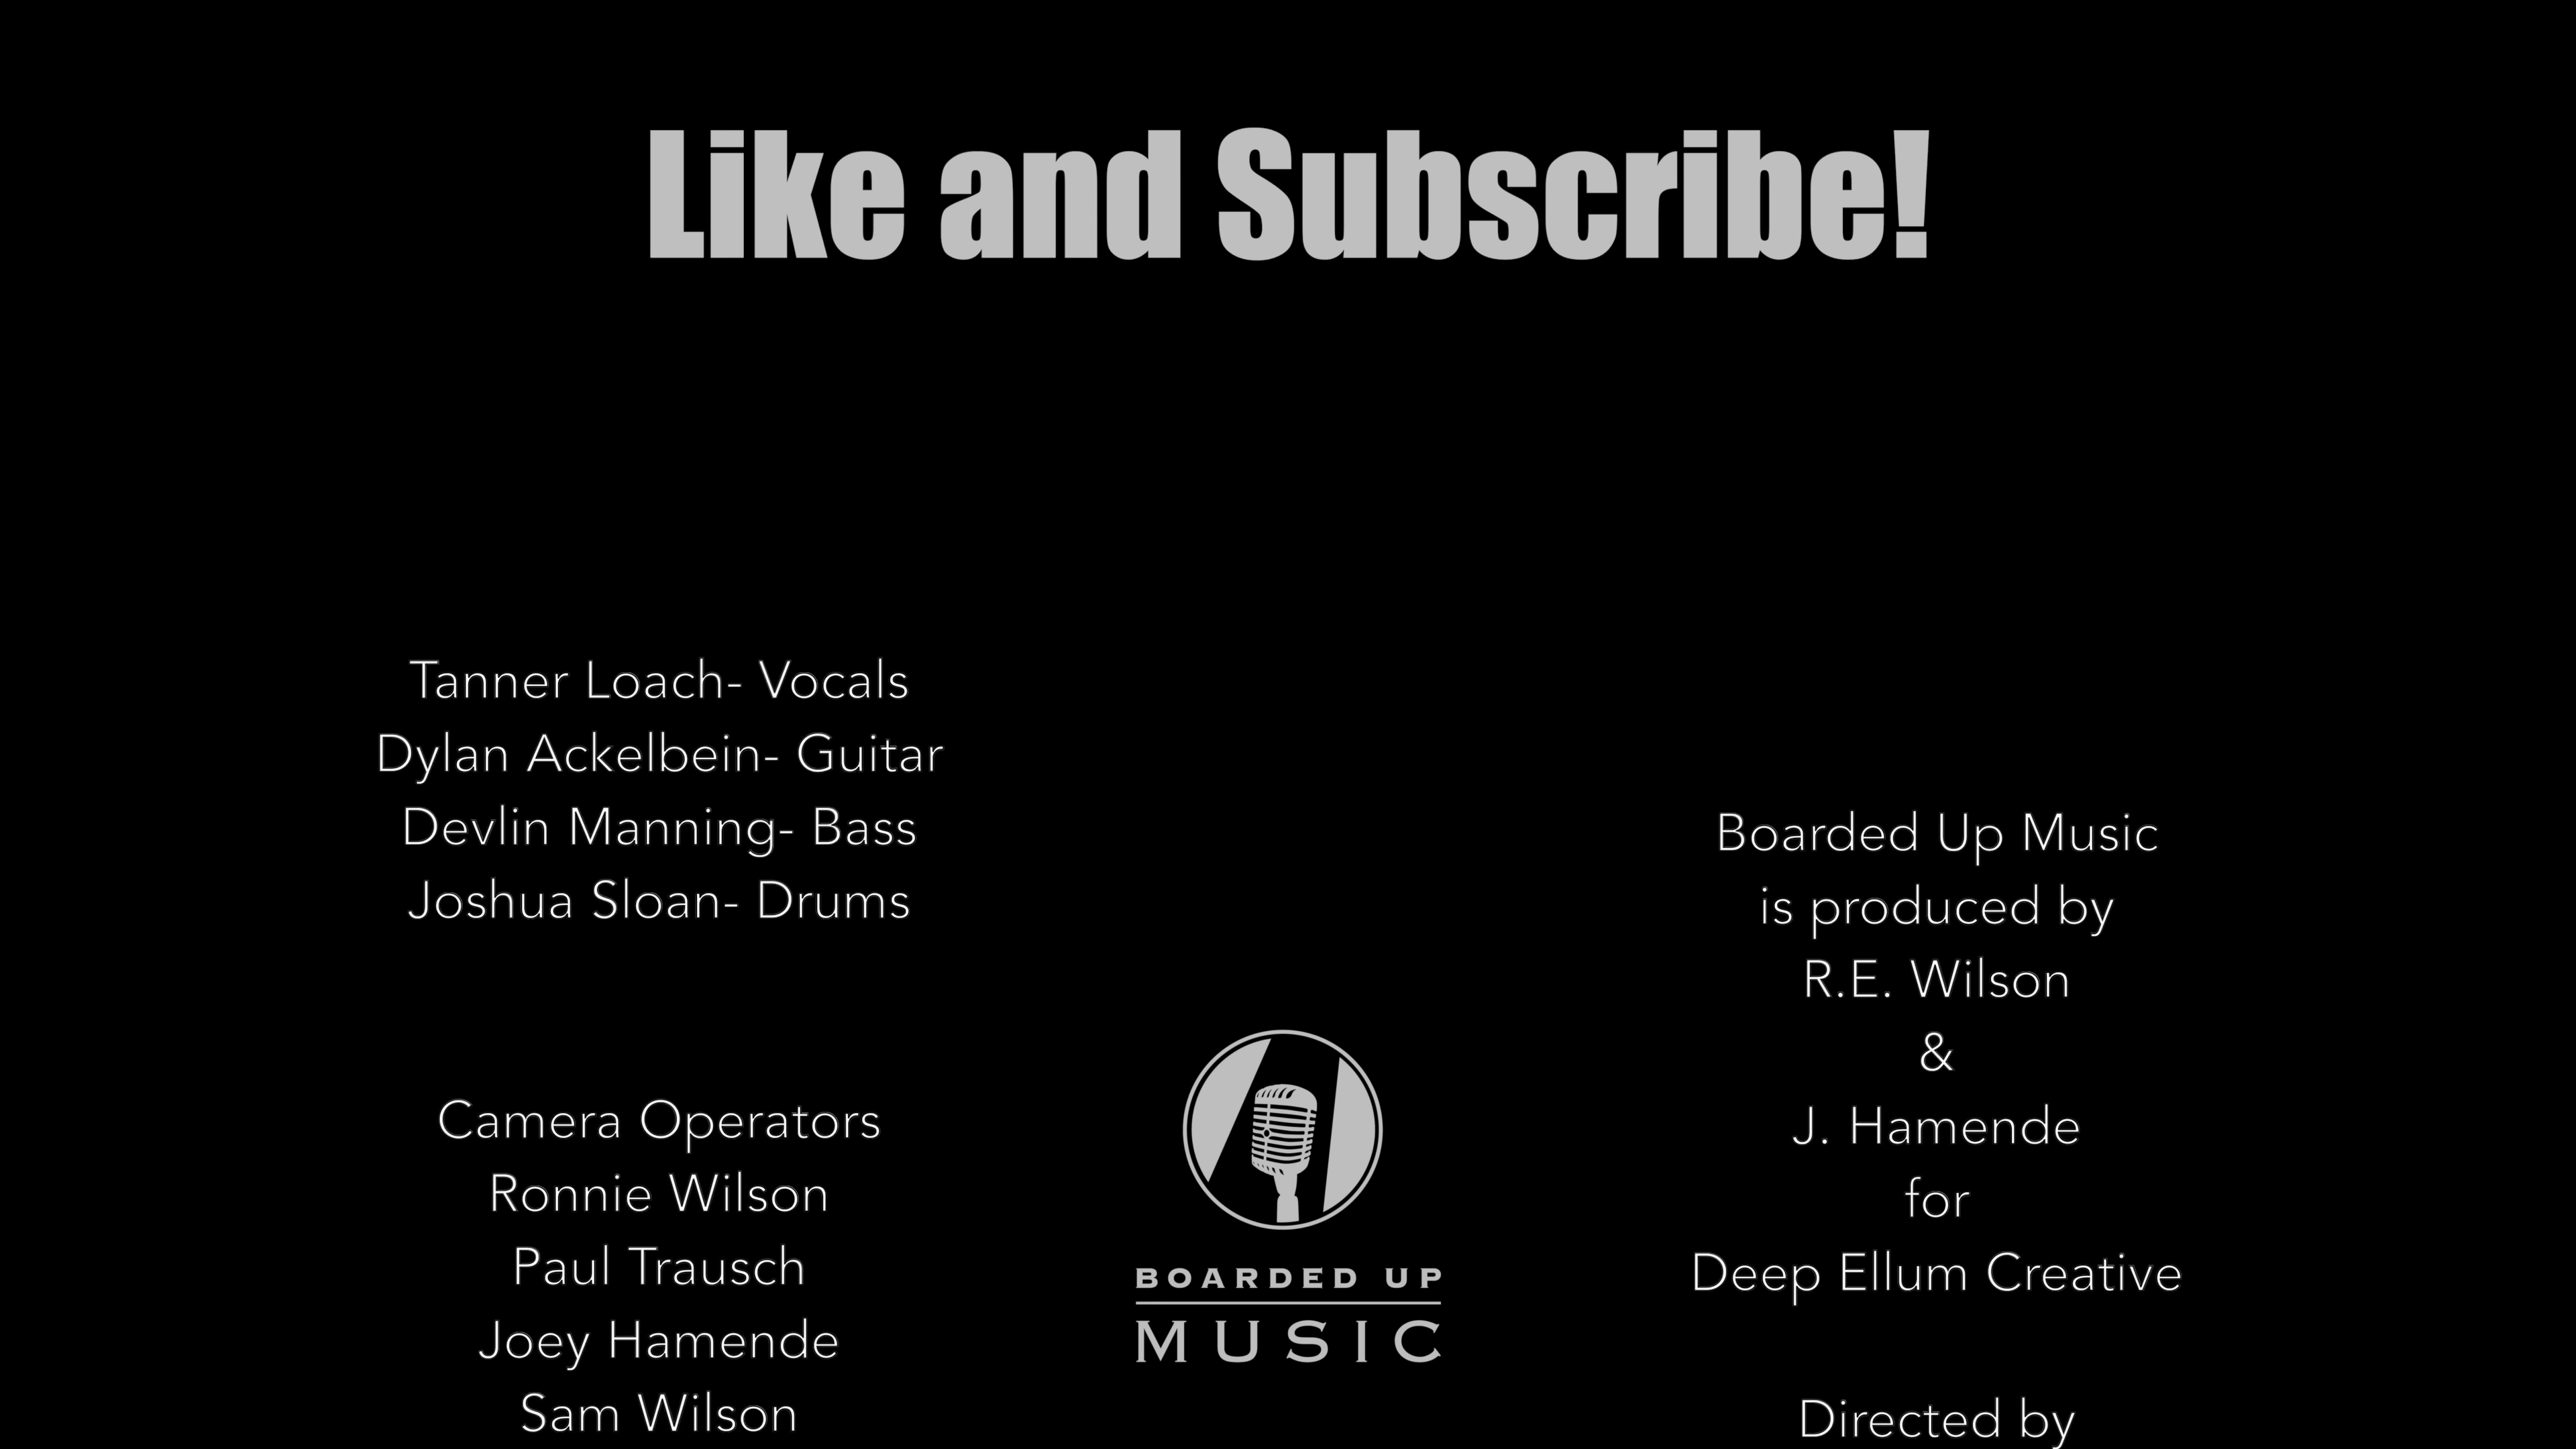 Like and Subscribe!
Tanner Loach- Vocals
Dylan Ackelbein- Guitar
Devlin Manning- Bass
Joshua Sloan- Drums
Camera Operators
Ronnie Wilson
Paul Trausch
Joey Hamende
Sam Wilson
BOARDED UP
MUSIC
Boarded Up Music
is produced by
R.E. Wilson
&
J. Hamende
for
Deep Ellum Creative
Directed by